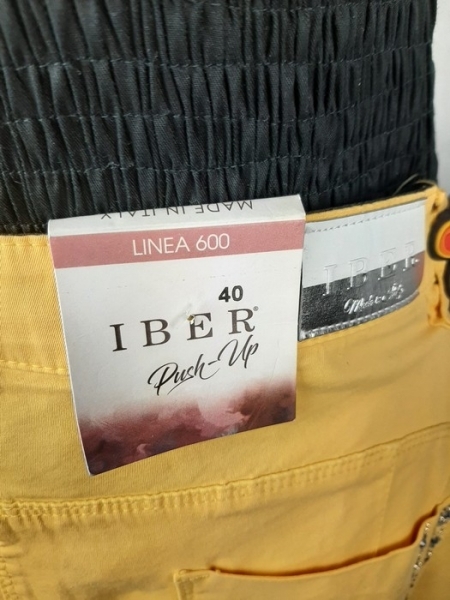 MADE IN ITALY
LINEA 600
40
IBER®
Push-Up
IBER